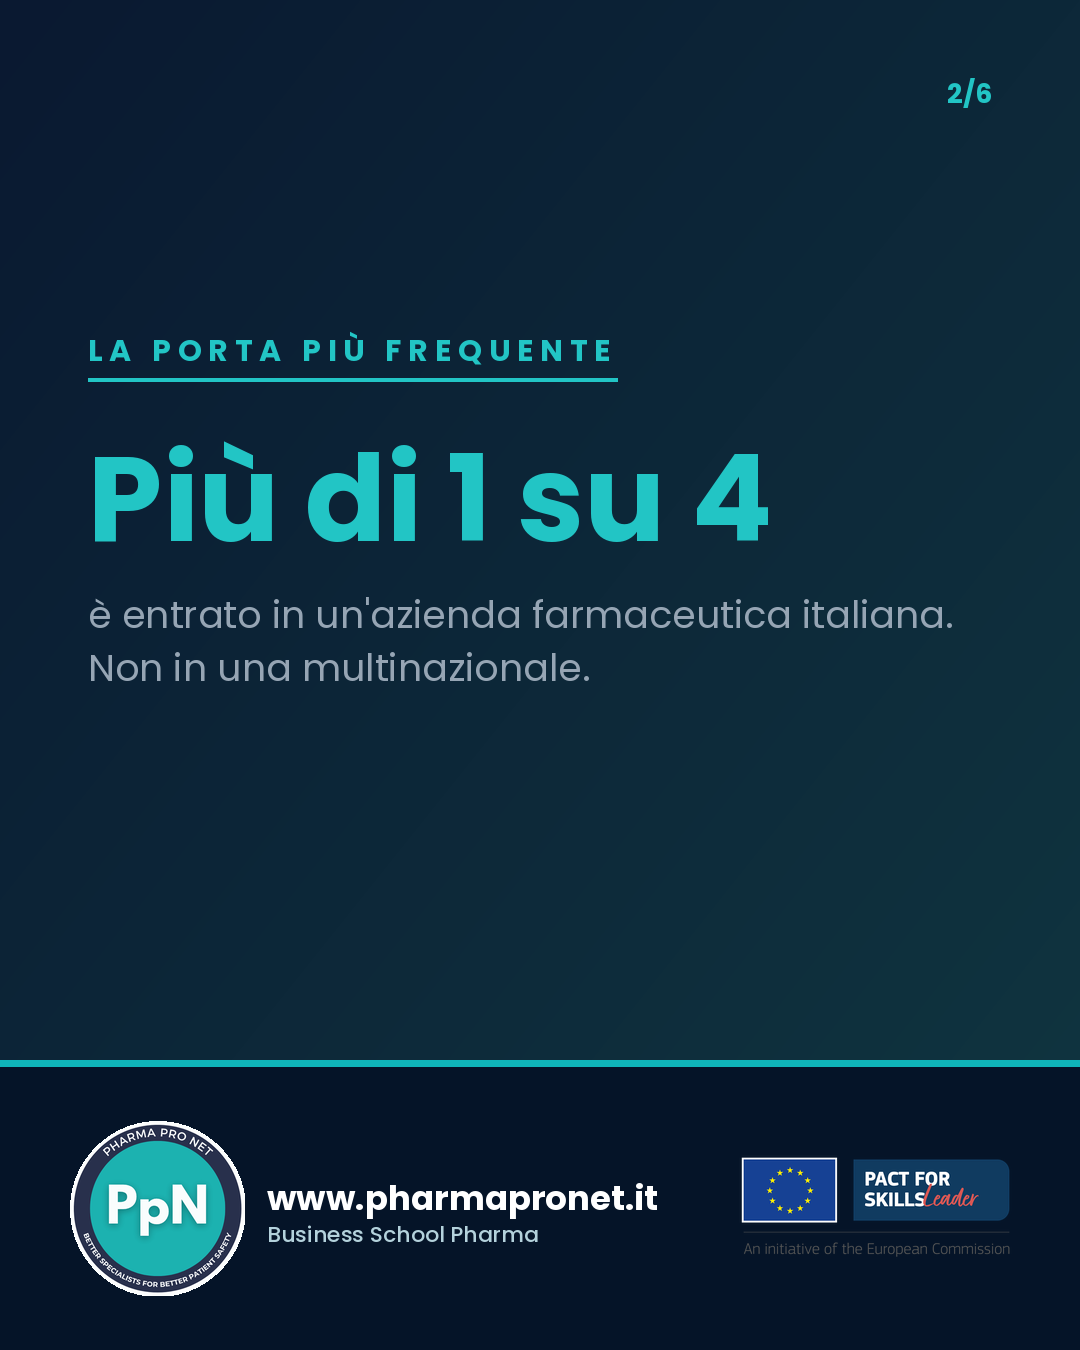 2/6
LA PORTA PIÙ FREQUENTE
Più di 1 su 4
è entrato in un'azienda farmaceutica italiana.
Non in una multinazionale.
PHARMA PRO NET
PpN
BETTER SPECIALISTS FOR BETTER PATIENT SAFETY
www.pharmapronet.it
Business School Pharma
PACT FOR
SKILLS Leader
An initiative of the European Commission